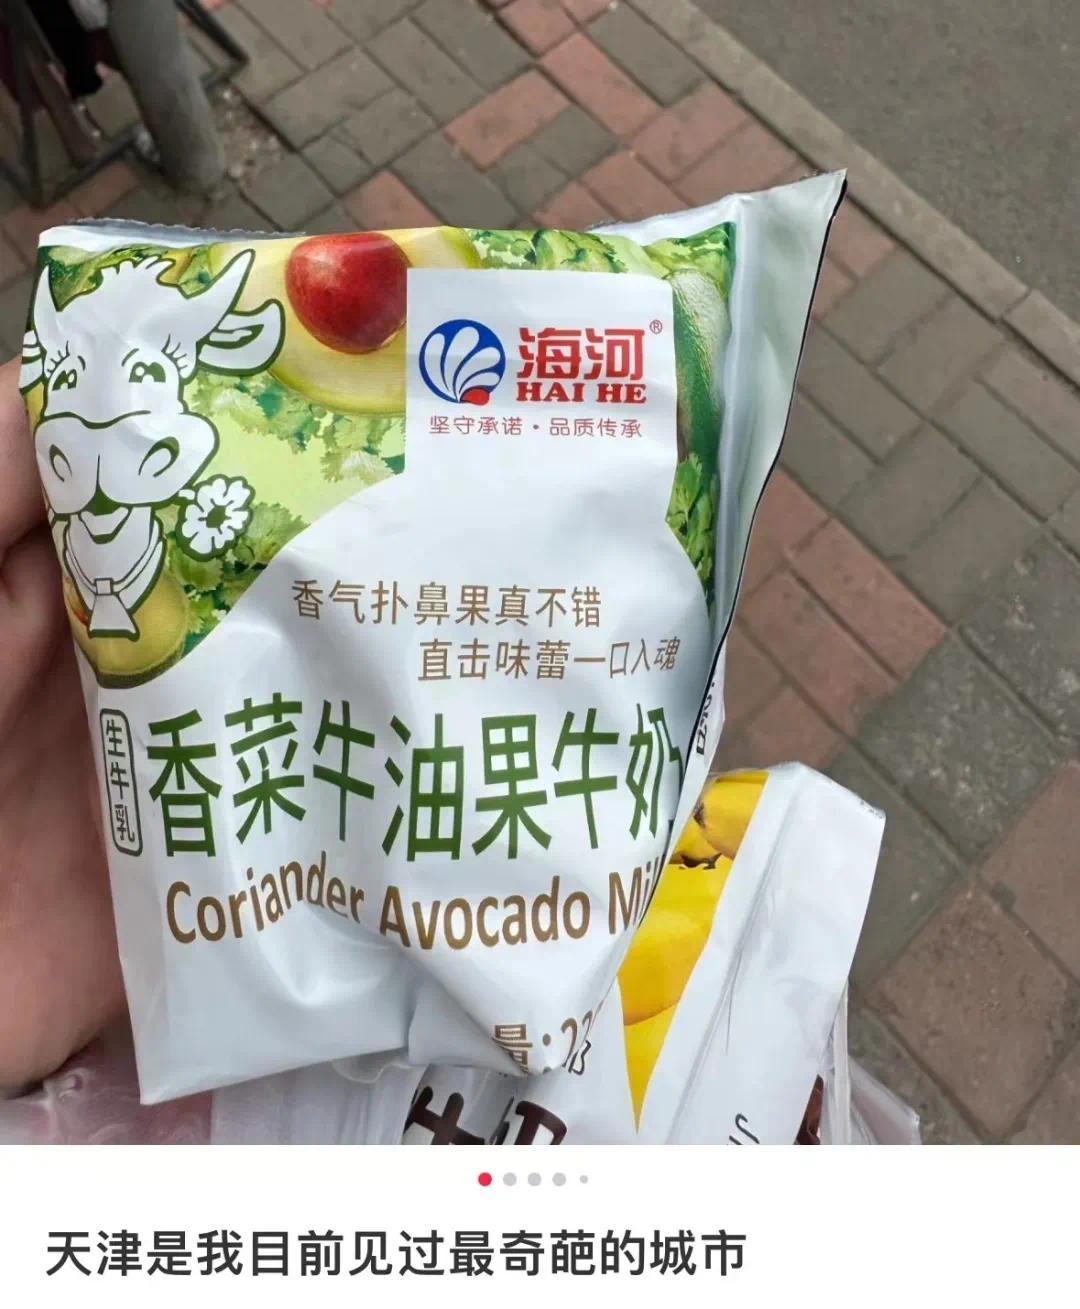 海河®
HAI HE
坚守承诺·品质传承
香气扑鼻果真不错
直击味蕾一口入魂
生牛乳
香菜牛油果牛奶
Coriander Avocado
量:
天津是我目前见过最奇葩的城市